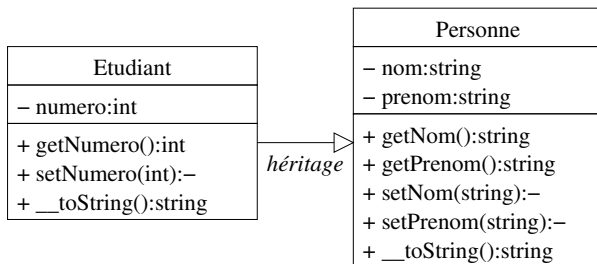 Etudiant
− numero:int
+ getNumero():int
+ setNumero(int):−
+ __toString():string
héritage
Personne
− nom:string
− prenom:string
+ getNom():string
+ getPrenom():string
+ setNom(string):−
+ setPrenom(string):−
+ __toString():string